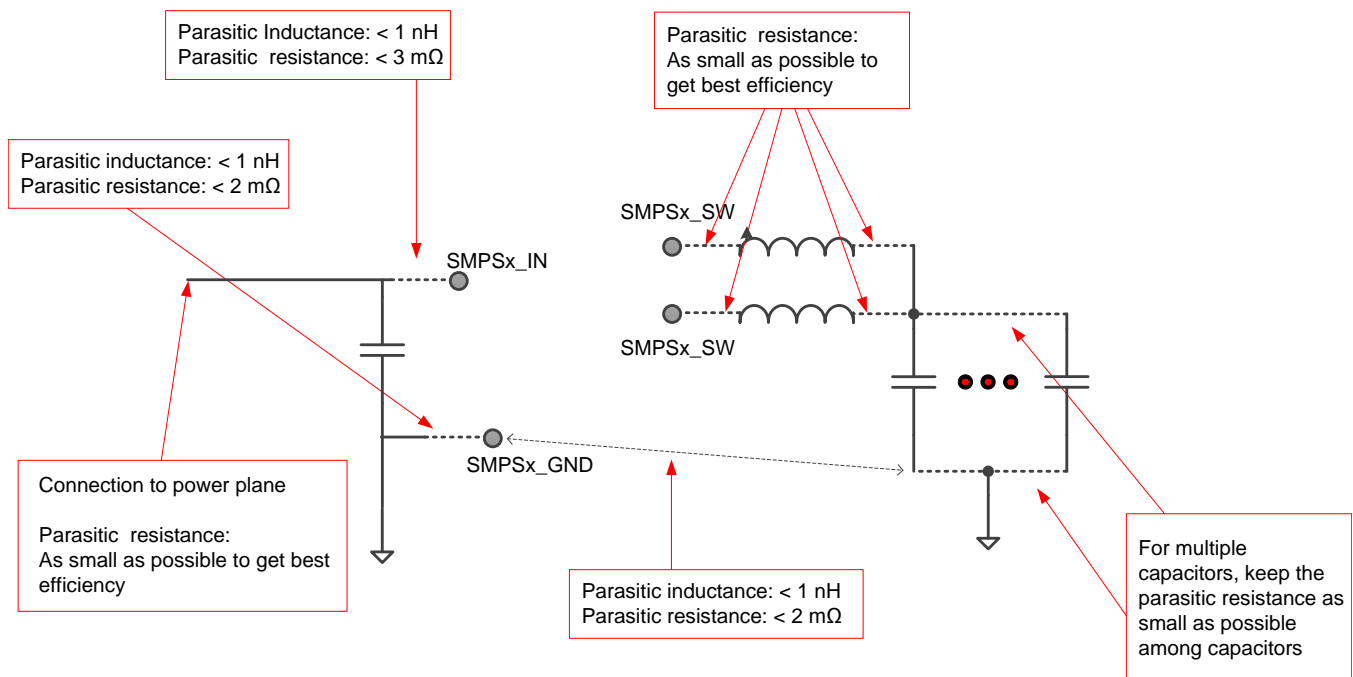 Parasitic Inductance: < 1 nH
Parasitic resistance: < 3 mΩ
Parasitic resistance:
As small as possible to
get best efficiency
Parasitic inductance: < 1 nH
Parasitic resistance: < 2 mΩ
SMPSx_SW
SMPSx_IN
SMPSx_SW
SMPSx_GND
Connection to power plane
Parasitic resistance:
As small as possible to get best
efficiency
Parasitic inductance: < 1 nH
Parasitic resistance: < 2 mΩ
For multiple
capacitors, keep the
parasitic resistance as
small as possible
among capacitors